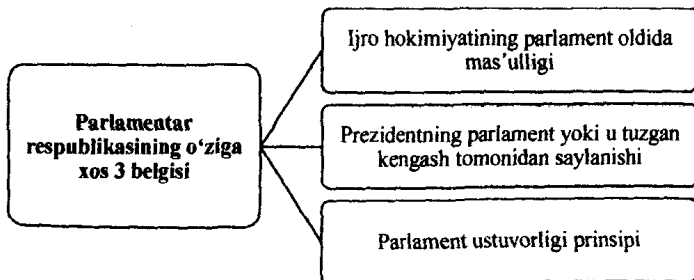 Parlamentar
respublikasining o‘ziga
xos 3 belgisi
Ijro hokimiyatining parlament oldida
mas'ulligi
Prezidentning parlament yoki u tuzgan
kengash tomonidan saylanishi
Parlament ustuvorligi prinsipi